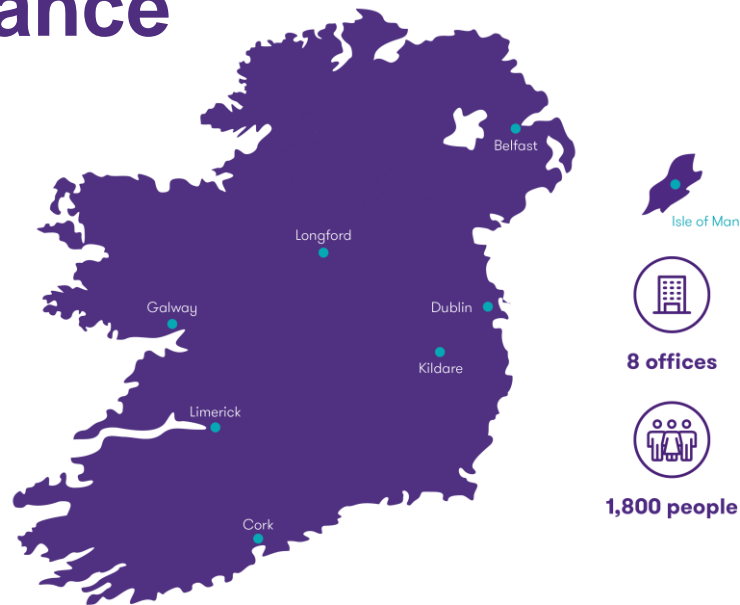 ance
Belfast
Isle of Man
Longford
Galway
Dublin
Kildare
8 offices
Limerick
1,800 people
Cork